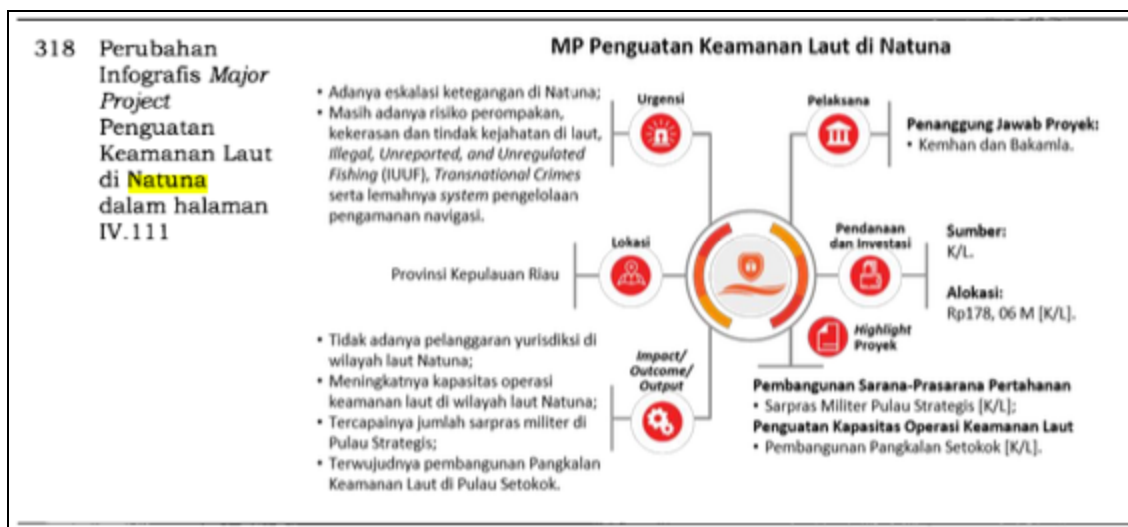 318 Perubahan
Infografis Major
Project
Penguatan
Keamanan Laut
di Natuna
dalam halaman
IV.111
MP Penguatan Keamanan Laut di Natuna
Urgensi
• Adanya eskalasi ketegangan di Natuna;
• Masih adanya risiko perompakan,
kekerasan dan tindak kejahatan di laut,
Illegal, Unreported, and Unregulated
Fishing (IUUF), Transnational Crimes
serta lemahnya system pengelolaan
pengamanan navigasi.
Pelaksana
Penanggung Jawab Proyek:
• Kemhan dan Bakamla.
Lokasi
Provinsi Kepulauan Riau
Pendanaan
dan Investasi
Sumber:
K/L.
Alokasi:
Rp178, 06 M [K/L].
Impact/
Outcome/
Output
• Tidak adanya pelanggaran yurisdiksi di
wilayah laut Natuna;
• Meningkatnya kapasitas operasi
keamanan laut di wilayah laut Natuna;
• Tercapainya jumlah sarpras militer di
Pulau Strategis;
• Terwujudnya pembangunan Pangkalan
Keamanan Laut di Pulau Setokok.
Highlight
Proyek
Pembangunan Sarana-Prasarana Pertahanan
• Sarpras Militer Pulau Strategis [K/L];
Penguatan Kapasitas Operasi Keamanan Laut
• Pembangunan Pangkalan Setokok [K/L].